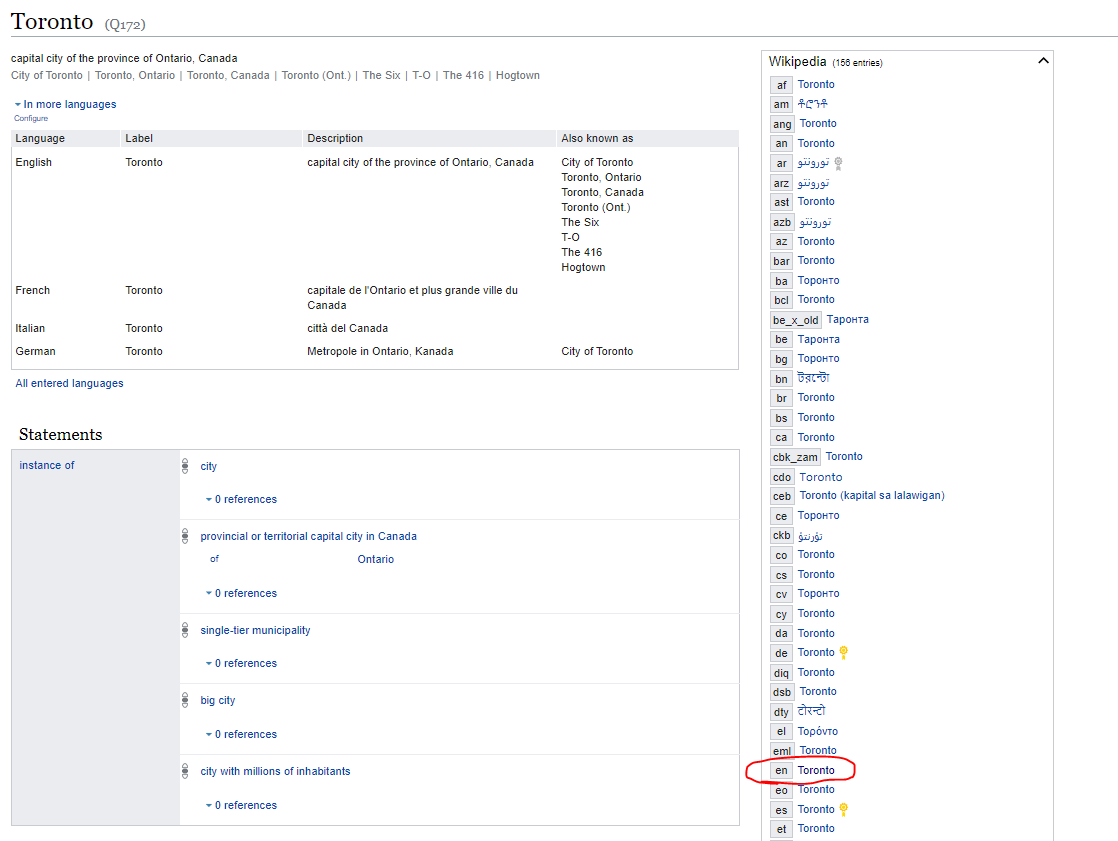 Toronto (Q172)
capital city of the province of Ontario, Canada
City of Toronto | Toronto, Ontario | Toronto, Canada | Toronto (Ont.) | The Six | T-O | The 416 | Hogtown
In more languages
Configure
Language Label Description Also known as
English Toronto capital city of the province of Ontario, Canada City of Toronto
Toronto, Ontario
Toronto, Canada
Toronto (Ont.)
The Six
T-O
The 416
Hogtown
French Toronto capitale de l'Ontario et plus grande ville du
Canada
Italian Toronto città del Canada
German Toronto Metropole in Ontario, Kanada City of Toronto
All entered languages
Statements
instance of city
0 references
provincial or territorial capital city in Canada
of Ontario
0 references
single-tier municipality
0 references
big city
0 references
city with millions of inhabitants
0 references
Wikipedia (156 entries)
af Toronto
am ቶሮንቶ
ang Toronto
an Toronto
ar تورونتو
arz تورونتو
ast Toronto
azb تورونتو
az Toronto
bar Toronto
ba Торонто
bcl Toronto
be_x_old Таронта
be Таронта
bg Торонто
bn টরন্টো
br Toronto
bs Toronto
ca Toronto
cbk_zam Toronto
cdo Toronto
ceb Toronto (kapital sa lalawigan)
ce Торонто
ckb تۆرنتۆ
co Toronto
cs Toronto
cv Торонто
cy Toronto
da Toronto
de Toronto
diq Toronto
dsb Toronto
dty टोरन्टो
el Τορόντο
eml Toronto
en Toronto
eo Toronto
es Toronto
et Toronto